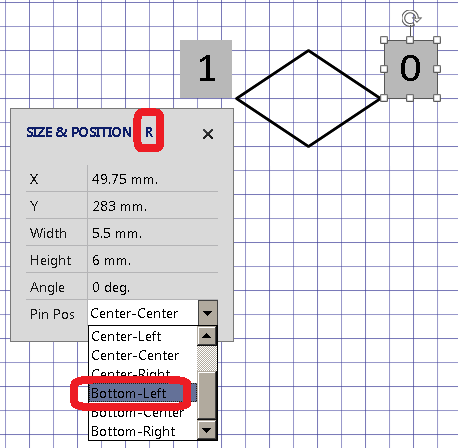 1
0
SIZE & POSITION R ×
X 49.75 mm.
Y 283 mm.
Width 5.5 mm.
Height 6 mm.
Angle 0 deg.
Pin Pos Center-Center
Center-Left
Center-Center
Center-Right
Bottom-Left
Bottom-Center
Bottom-Right